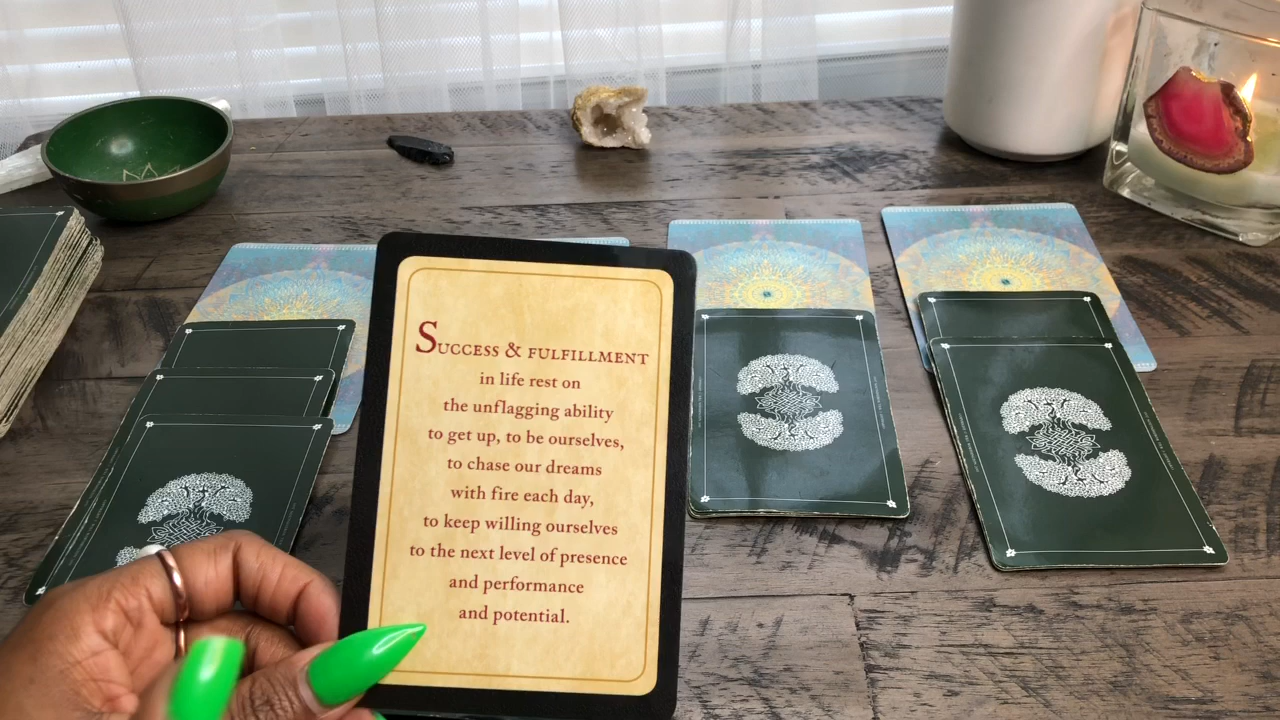 SUCCESS & FULFILLMENT
in life rest on
the unflagging ability
to get up, to be ourselves,
to chase our dreams
with fire each day,
to keep willing ourselves
to the next level of presence
and performance
and potential.